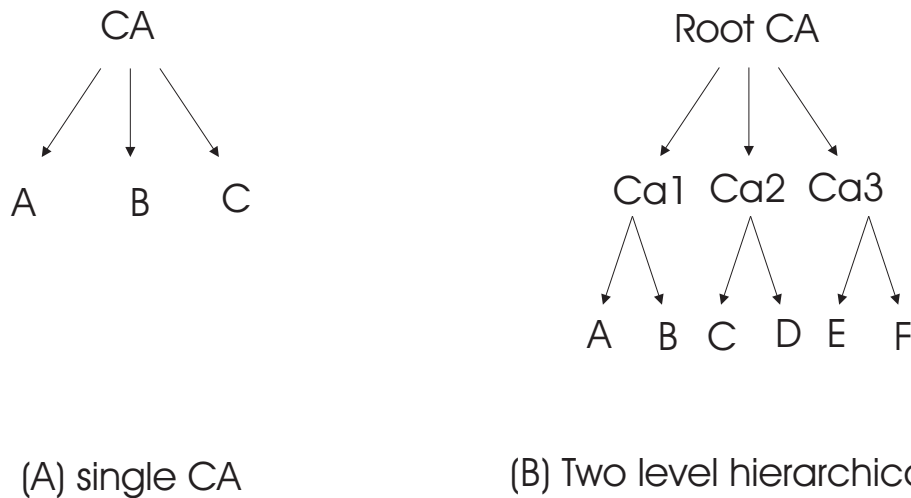 CA
A B C
(A) single CA
Root CA
Ca1 Ca2 Ca3
A B C D E F
(B) Two level hierarchica